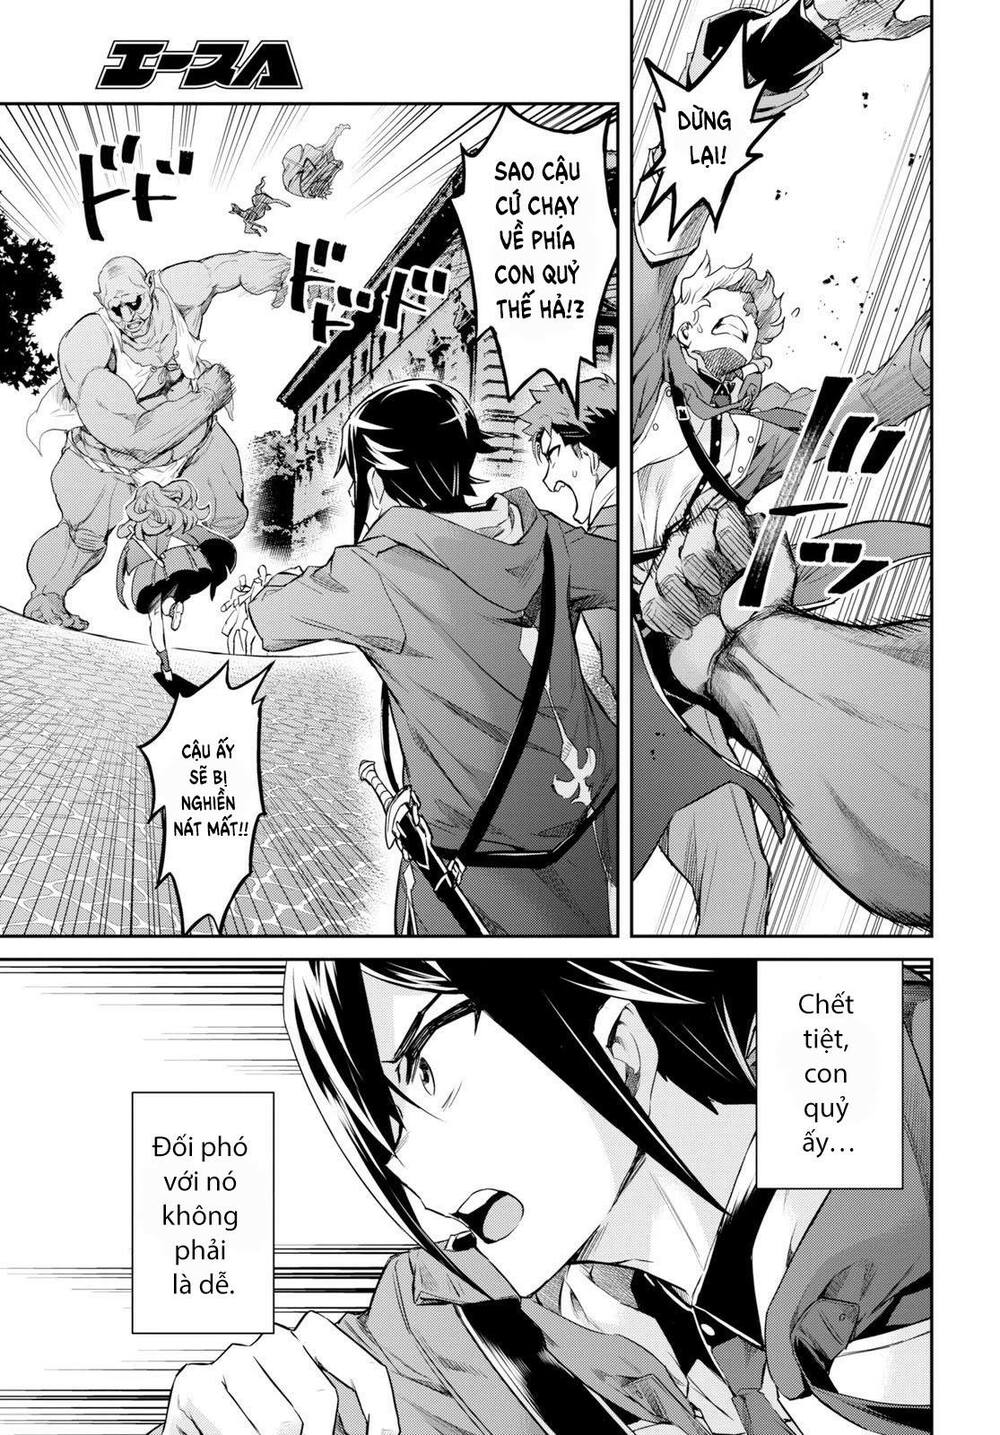 エースA
DỪNG
LẠI!
ドッ
SAO CẬU
CỨ CHẠY
VỀ PHÍA
CON QUỶ
THẾ HẢ!?
ドドド
ドドド
CẬU ẤY
SẼ BỊ
NGHIỀN
NÁT MẤT!!
Chết
tiệt,
con
quỷ
ấy...
Đối phó
với nó
không
phải
là dễ.